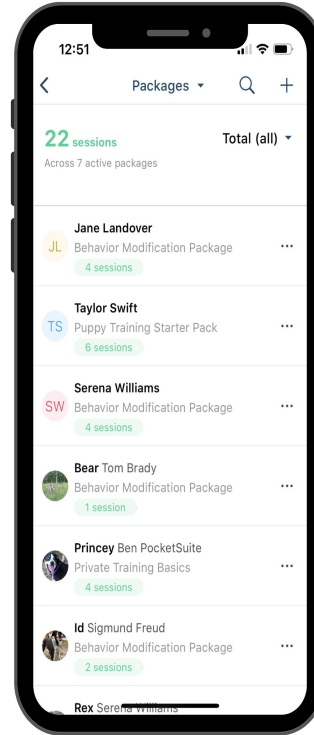 12:51
Packages
22 sessions
Total (all)
Across 7 active packages
Jane Landover
JL
Behavior Modification Package
4 sessions
Taylor Swift
TS
Puppy Training Starter Pack
6 sessions
Serena Williams
SW
Behavior Modification Package
4 sessions
Bear Tom Brady
Behavior Modification Package
1 session
Princey Ben PocketSuite
Private Training Basics
4 sessions
Id Sigmund Freud
Behavior Modification Package
2 sessions
Rex Serena Williams